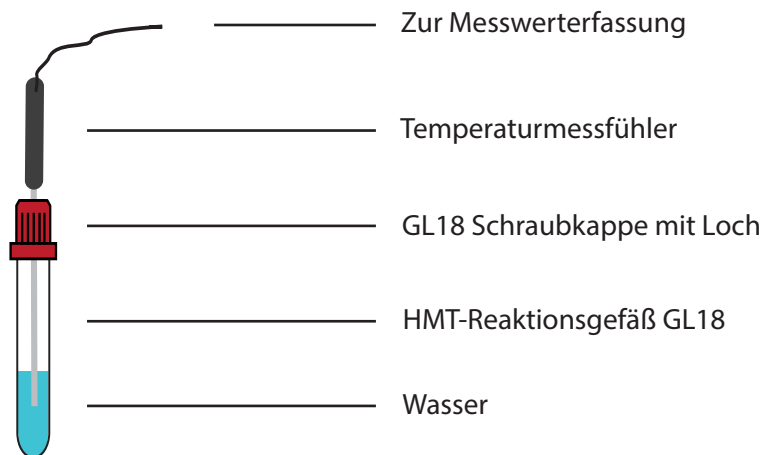 Zur Messwerterfassung
Temperaturmessfühler
GL18 Schraubkappe mit Loch
HMT-Reaktionsgefäß GL18
Wasser